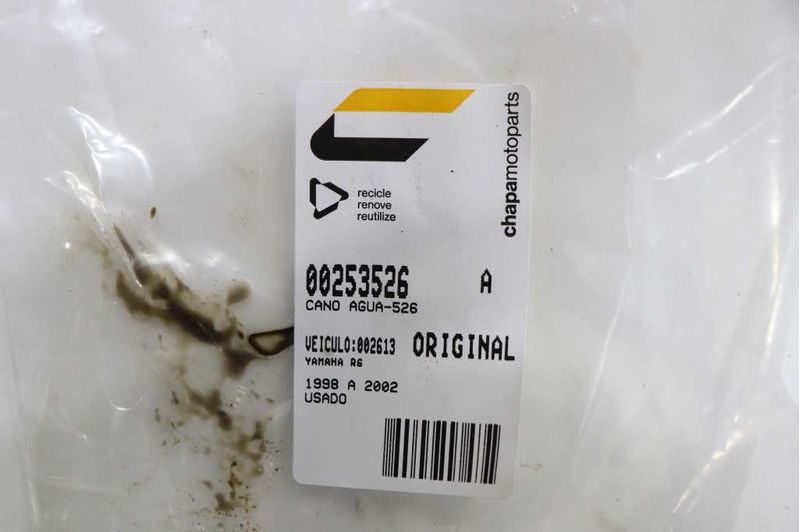 chapamotoparts
recicle
renove
reutilize
00253526 A
CANO AGUA-526
VEICULO:002613 ORIGINAL
YAMAHA R6
1998 A 2002
USADO